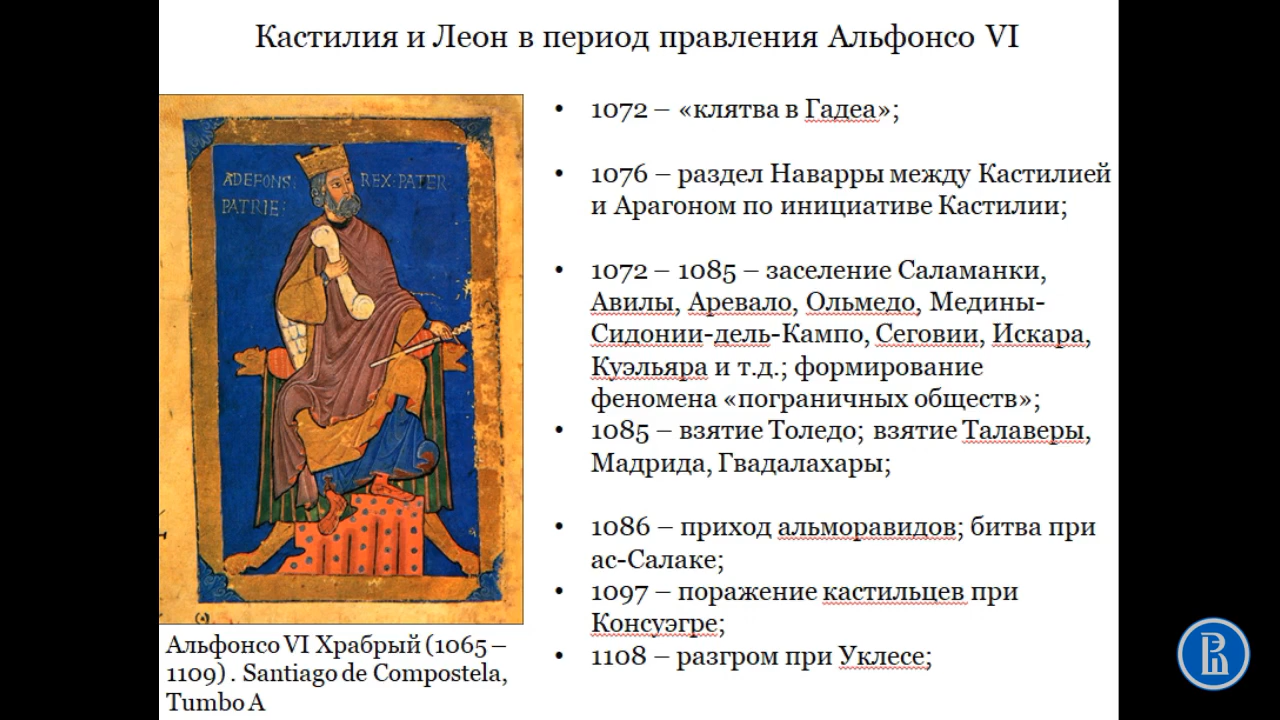 Кастилия и Леон в период правления Альфонсо VI
ADEFONS: REX: PATER
PATRIE:
Альфонсо VI Храбрый (1065 –
1109) . Santiago de Compostela,
Tumbo A
• 1072 – «клятва в Гадеа»;
• 1076 – раздел Наварры между Кастилией
и Арагоном по инициативе Кастилии;
• 1072 – 1085 – заселение Саламанки,
Авилы, Аревало, Ольмедо, Медины-
Сидонии-дель-Кампо, Сеговии, Искара,
Куэльяра и т.д.; формирование
феномена «пограничных обществ»;
• 1085 – взятие Толедо; взятие Талаверы,
Мадрида, Гвадалахары;
• 1086 – приход альморавидов; битва при
ас-Салаке;
• 1097 – поражение кастильцев при
Консуэгре;
• 1108 – разгром при Уклесе;